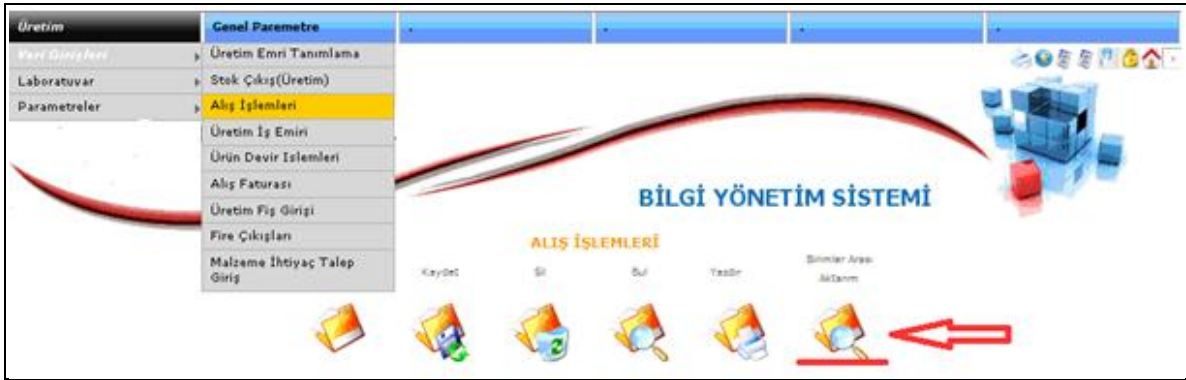 Üretim
Genel Paremetre
Veri Girişleri
Üretim Emri Tanımlama
Laboratuvar
Stok Çıkış(Üretim)
Parametreler
Alış İşlemleri
Üretim İş Emiri
Ürün Devir Islemleri
Alış Faturası
Üretim Fiş Girişi
Fire Çıkışları
Malzeme İhtiyaç Talep
Giriş
BİLGİ YÖNETİM SİSTEMİ
ALIŞ İŞLEMLERİ
Kaydet
Sil
Bul
Yazdır
Birimler Arası
Aktarım